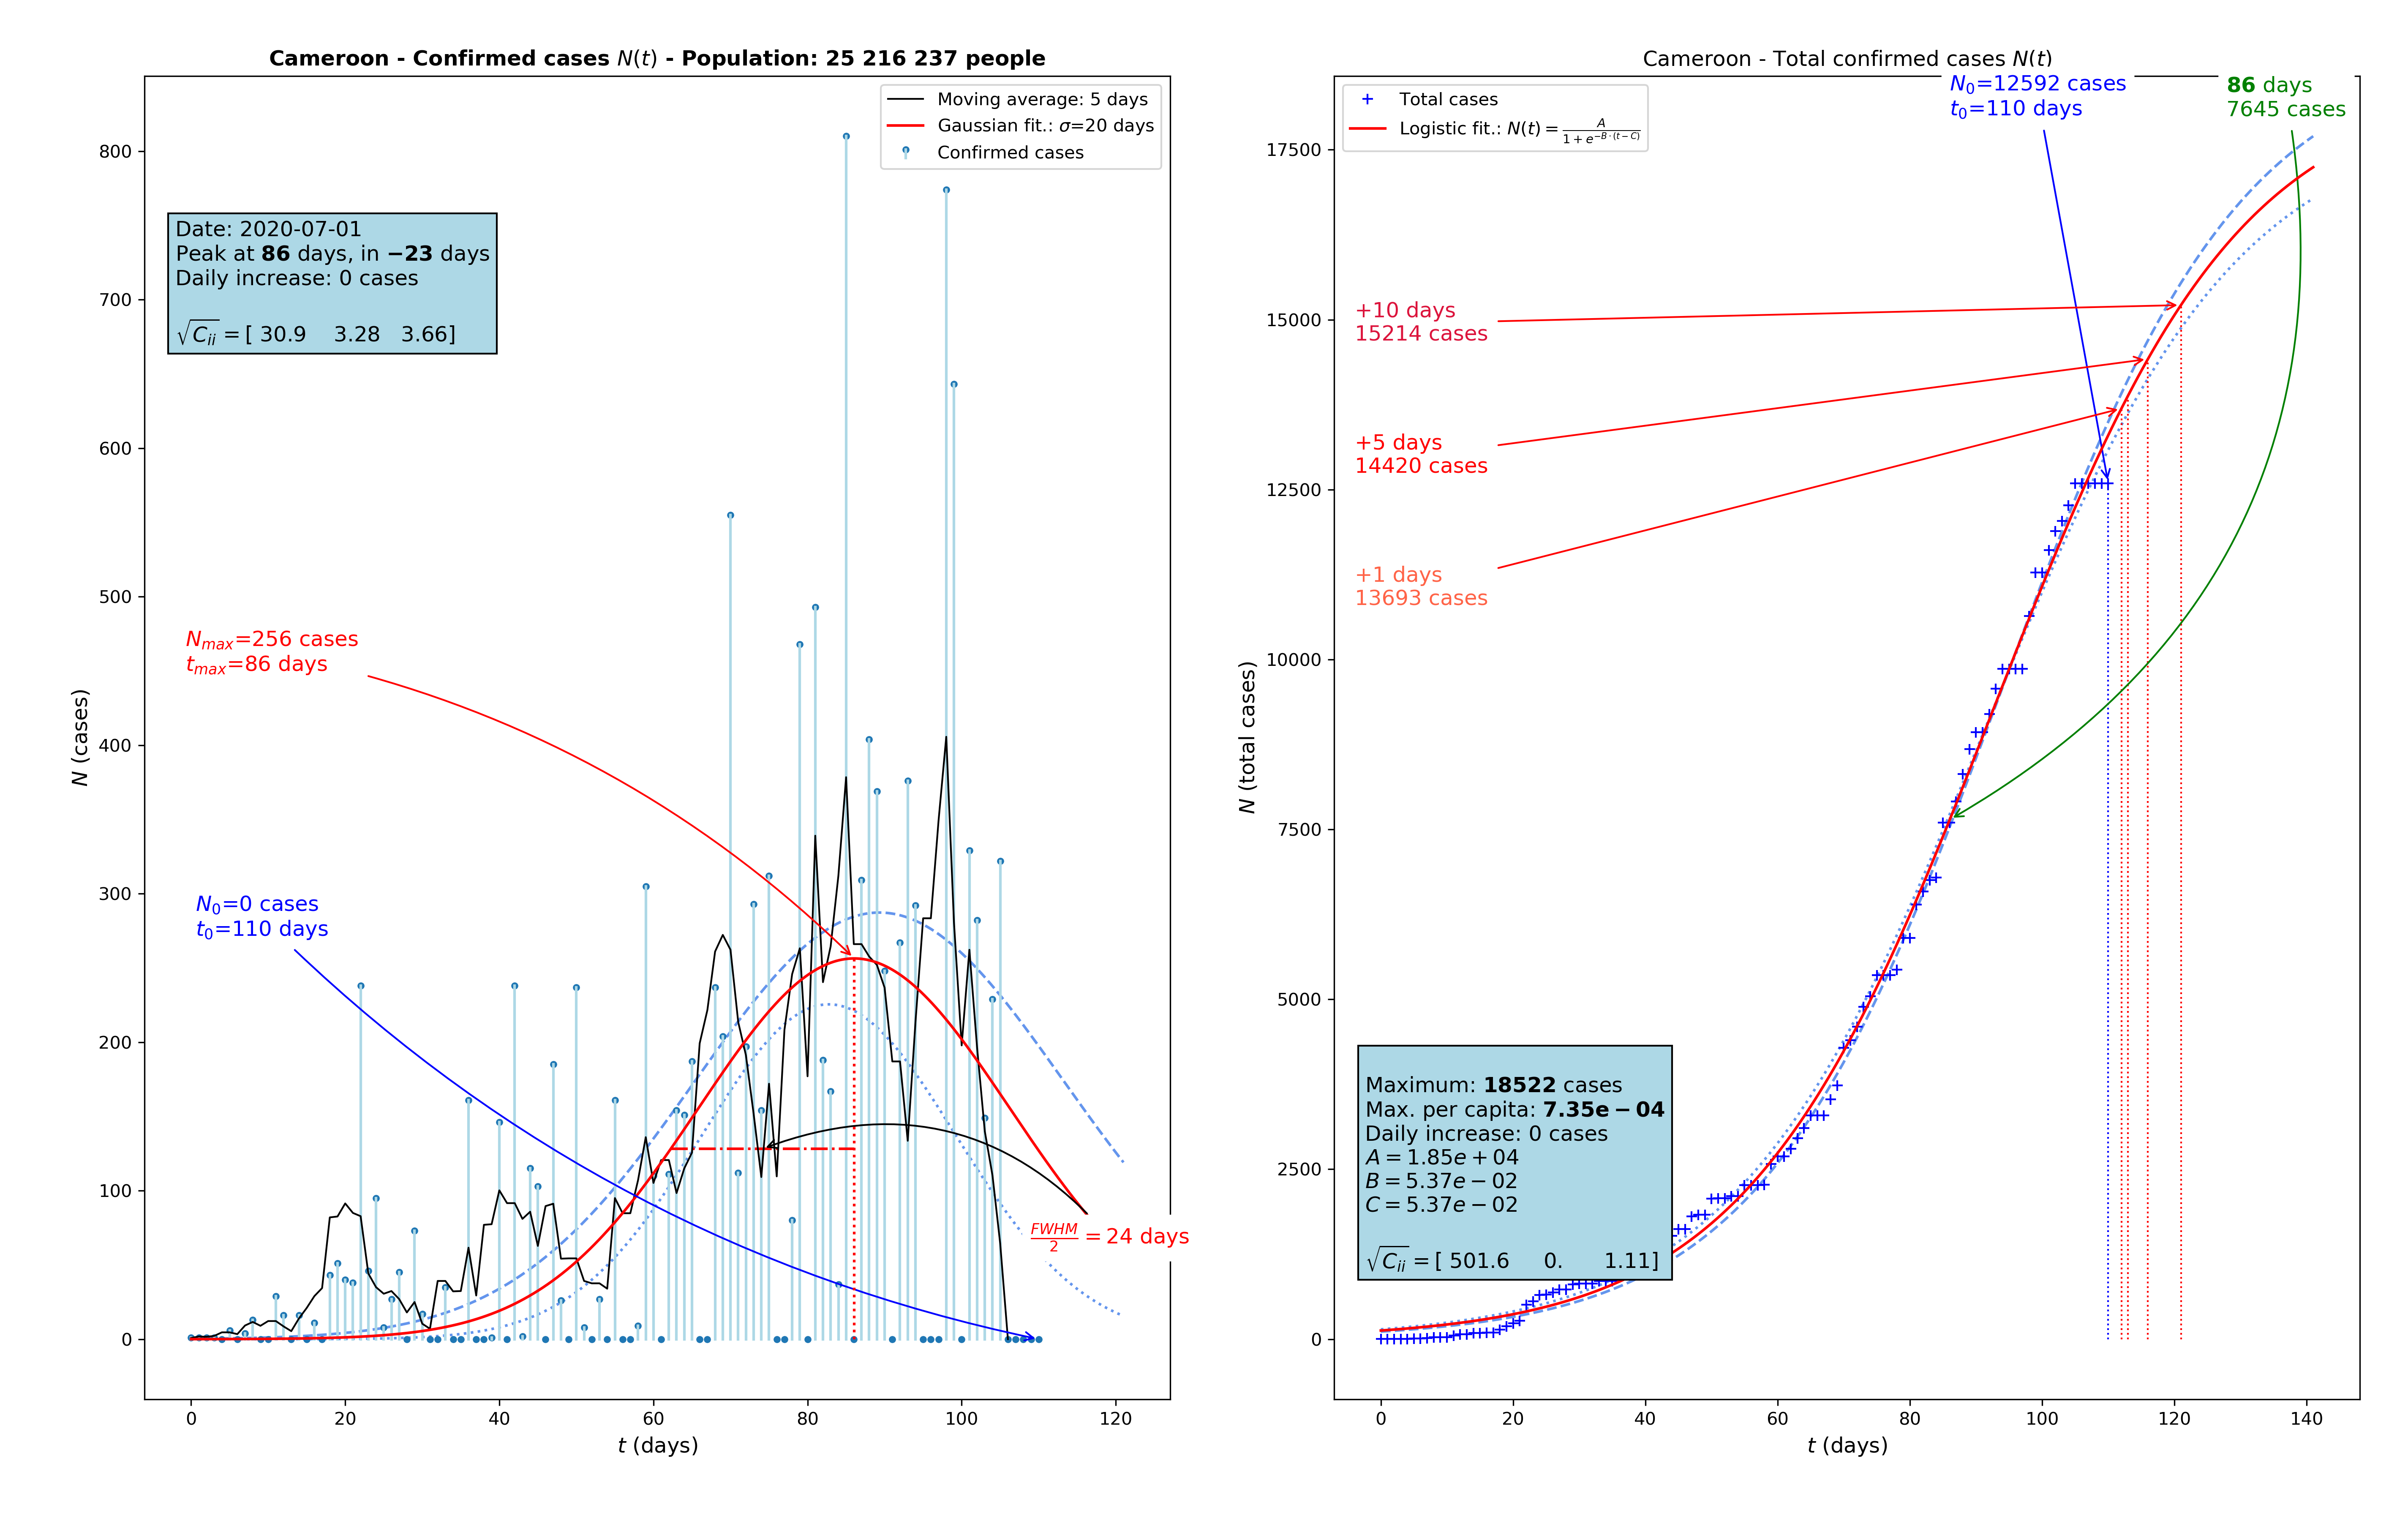 Cameroon - Confirmed cases N(t) - Population: 25 216 237 people
Moving average: 5 days
Gaussian fit.: σ=20 days
Confirmed cases
Date: 2020-07-01
Peak at 86 days, in −23 days
Daily increase: 0 cases
√C_ii = [ 30.9 3.28 3.66]
N_max=256 cases
t_max=86 days
N_0=0 cases
t_0=110 days
FWHM/2 = 24 days
800
700
600
500
400
300
200
100
0
N (cases)
0 20 40 60 80 100 120
t (days)
Cameroon - Total confirmed cases N(t)
Total cases
Logistic fit.: N(t) = A/(1 + e^{−B·(t−C)})
N_0=12592 cases
t_0=110 days
86 days
7645 cases
+10 days
15214 cases
+5 days
14420 cases
+1 days
13693 cases
Maximum: 18522 cases
Max. per capita: 7.35e − 04
Daily increase: 0 cases
A = 1.85e + 04
B = 5.37e − 02
C = 5.37e − 02
√C_ii = [ 501.6 0. 1.11]
17500
15000
12500
10000
7500
5000
2500
0
N (total cases)
0 20 40 60 80 100 120 140
t (days)